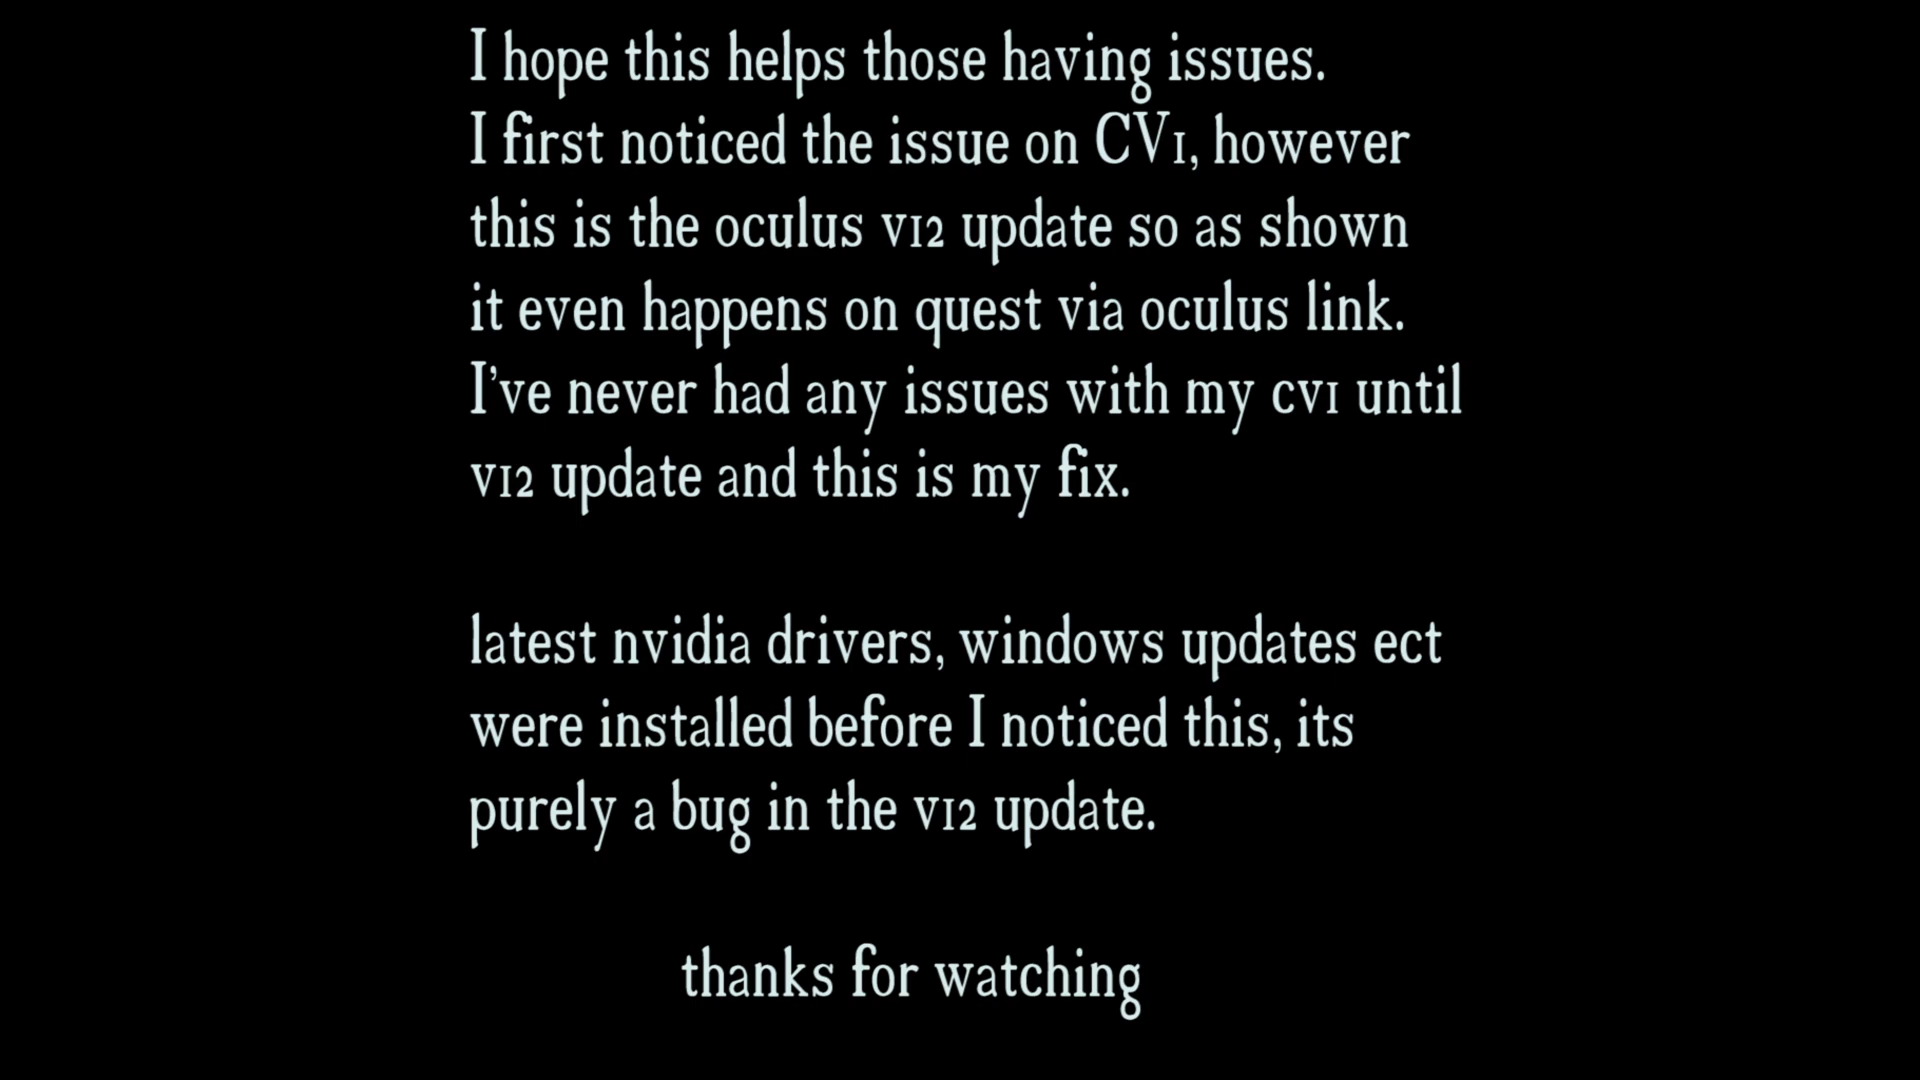 I hope this helps those having issues.
I first noticed the issue on CV1, however
this is the oculus v12 update so as shown
it even happens on quest via oculus link.
I've never had any issues with my cv1 until
v12 update and this is my fix.
latest nvidia drivers, windows updates ect
were installed before I noticed this, its
purely a bug in the v12 update.
thanks for watching